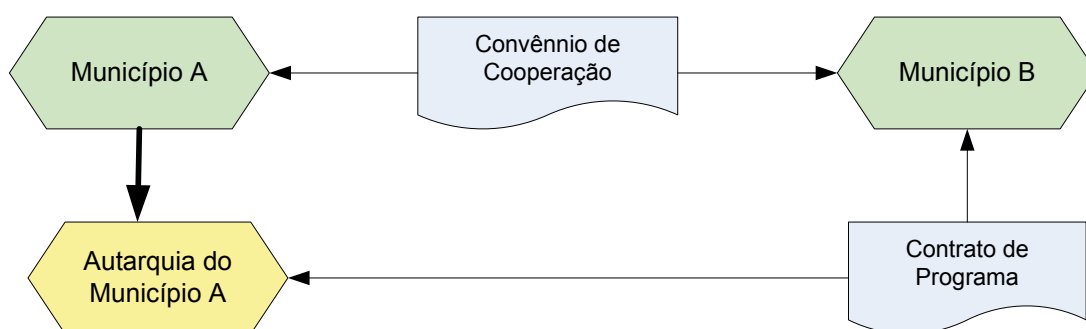 Município A
Convênnio de
Cooperação
Município B
Autarquia do
Município A
Contrato de
Programa